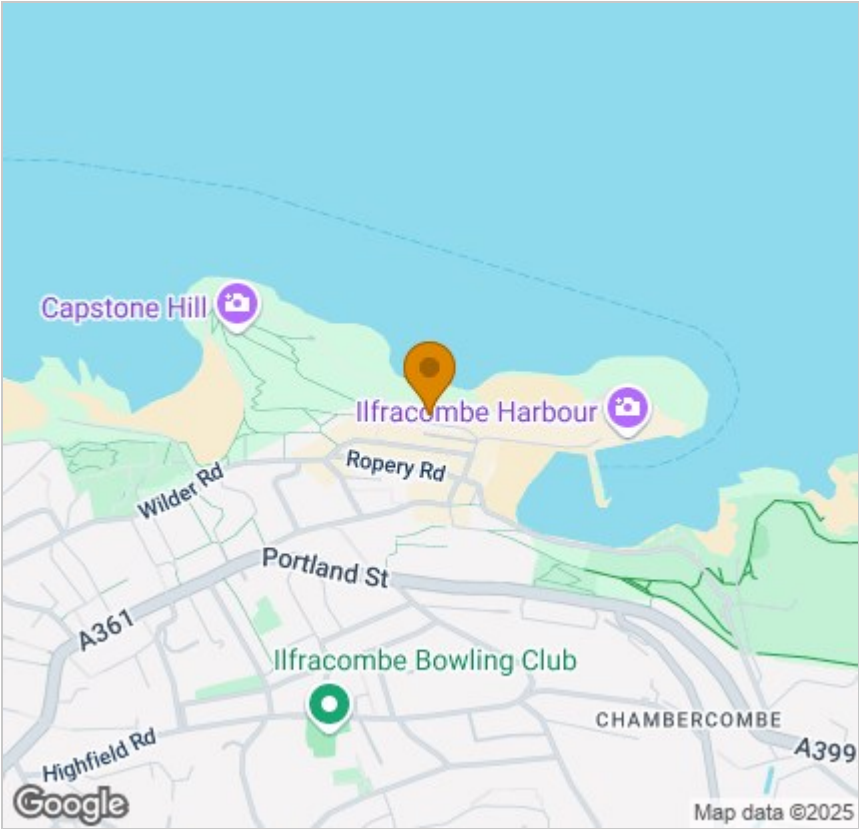 Capstone Hill
Ilfracombe Harbour
Ropery Rd
Wilder Rd
Portland St
A361
Ilfracombe Bowling Club
CHAMBERCOMBE
Highfield Rd
A399
Google
Map data ©2025